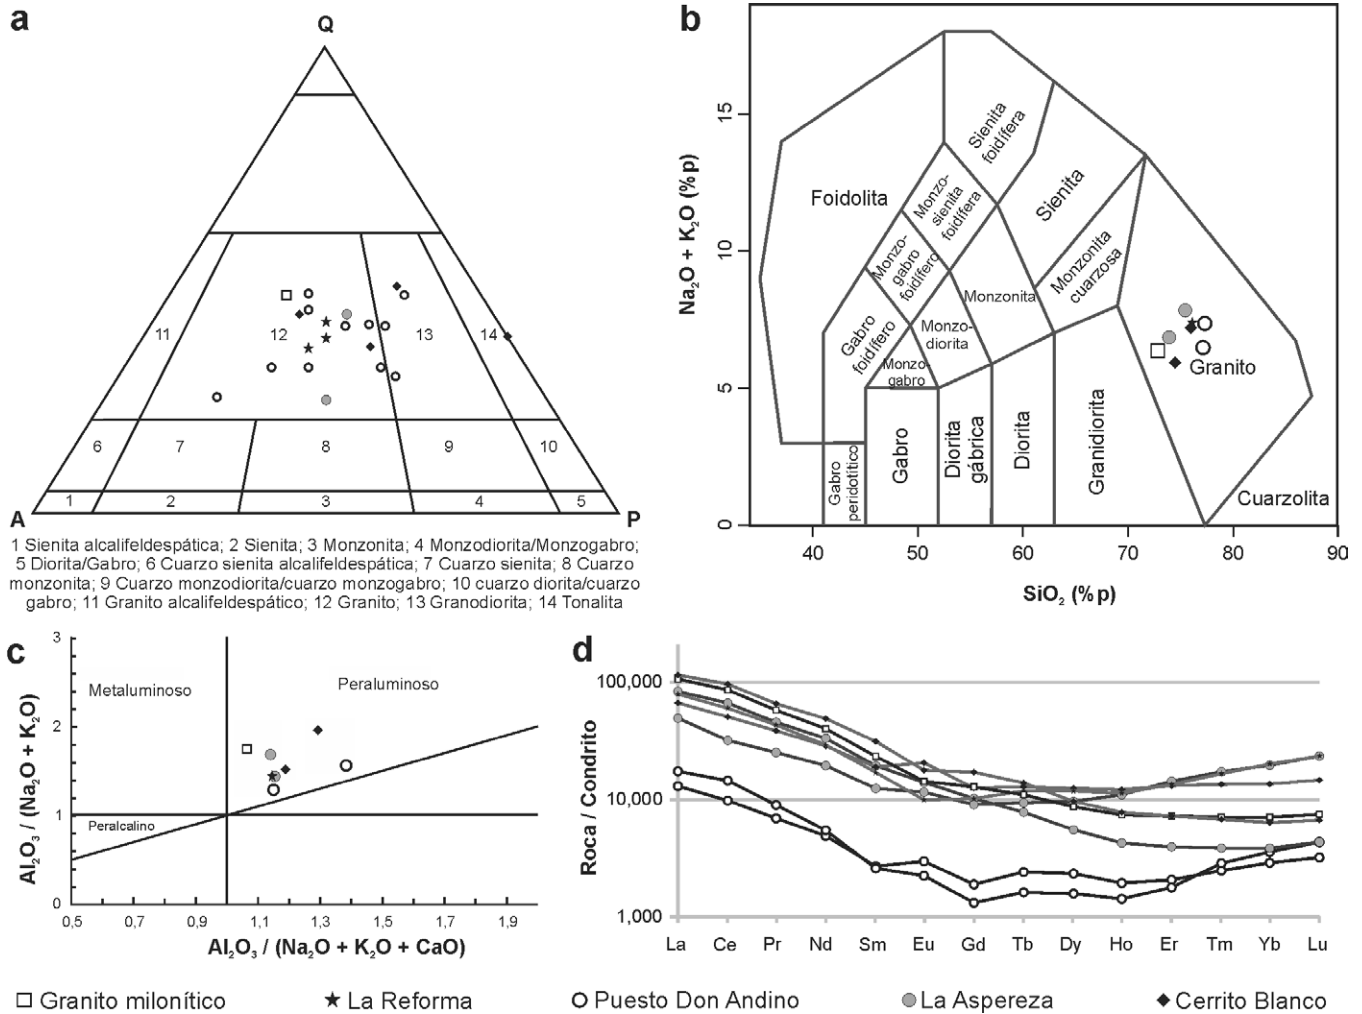 a
Q
11
12
13
14
6
7
8
9
10
1
2
3
4
5
A
P
1 Sienita alcalifeldespática; 2 Sienita; 3 Monzonita; 4 Monzodiorita/Monzogabro;
5 Diorita/Gabro; 6 Cuarzo sienita alcalifeldespática; 7 Cuarzo sienita; 8 Cuarzo
monzonita; 9 Cuarzo monzodiorita/cuarzo monzogabro; 10 cuarzo diorita/cuarzo
gabro; 11 Granito alcalifeldespático; 12 Granito; 13 Granodiorita; 14 Tonalita
b
Na₂O + K₂O (%p)
15
10
5
0
Foidolita
Sienita
foidífera
Monzo-
sienita
foidífera
Sienita
Monzo-
gabro
foidífero
Monzonita
cuarzosa
Monzonita
Gabro
foidífero
Monzo-
diorita
Monzo-
gabro
Granito
Gabro
peridotítico
Gabro
Diorita
gábrica
Diorita
Granidiorita
Cuarzolita
40
50
60
70
80
90
SiO₂ (%p)
c
Al₂O₃ / (Na₂O + K₂O)
3
2
1
0
Metaluminoso
Peraluminoso
Peralcalino
0,5
0,7
0,9
1,1
1,3
1,5
1,7
1,9
Al₂O₃ / (Na₂O + K₂O + CaO)
d
Roca / Condrito
100,000
10,000
1,000
La Ce Pr Nd Sm Eu Gd Tb Dy Ho Er Tm Yb Lu
Granito milonítico
La Reforma
Puesto Don Andino
La Aspereza
Cerrito Blanco